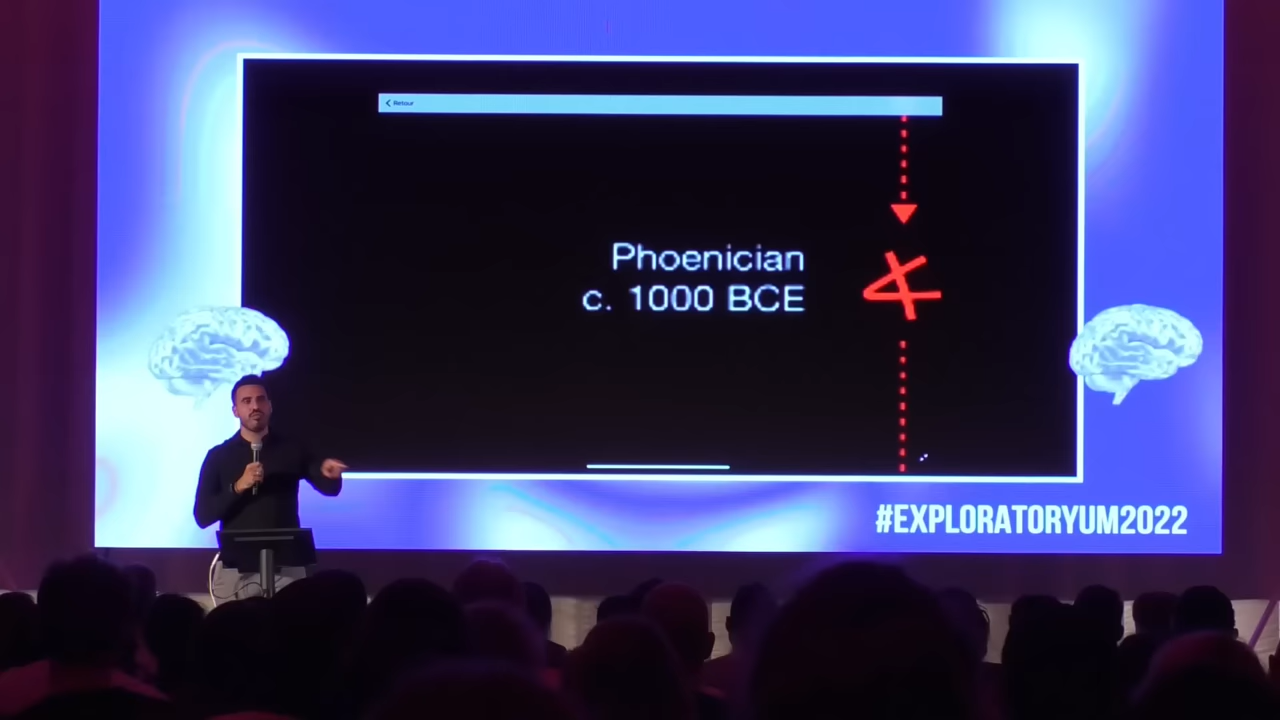 Retour
Phoenician
c. 1000 BCE
𐤀
#EXPLORATORYUM2022